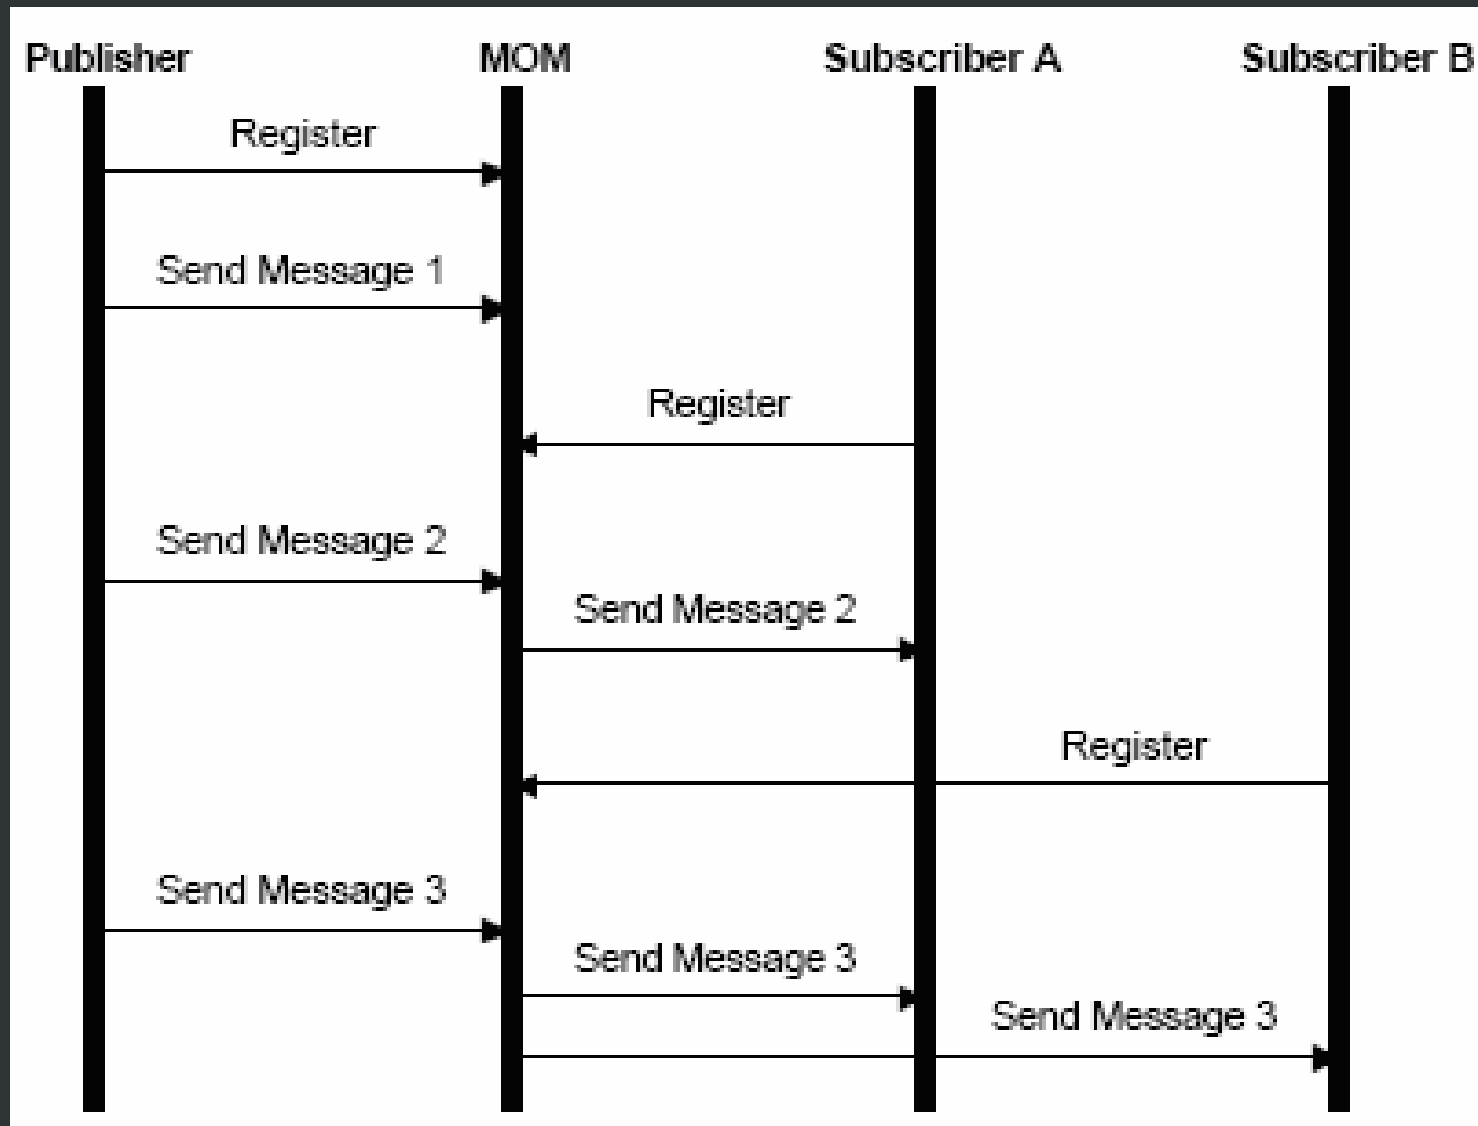 Publisher MOM Subscriber A Subscriber B
Register
Send Message 1
Register
Send Message 2
Send Message 2
Register
Send Message 3
Send Message 3
Send Message 3